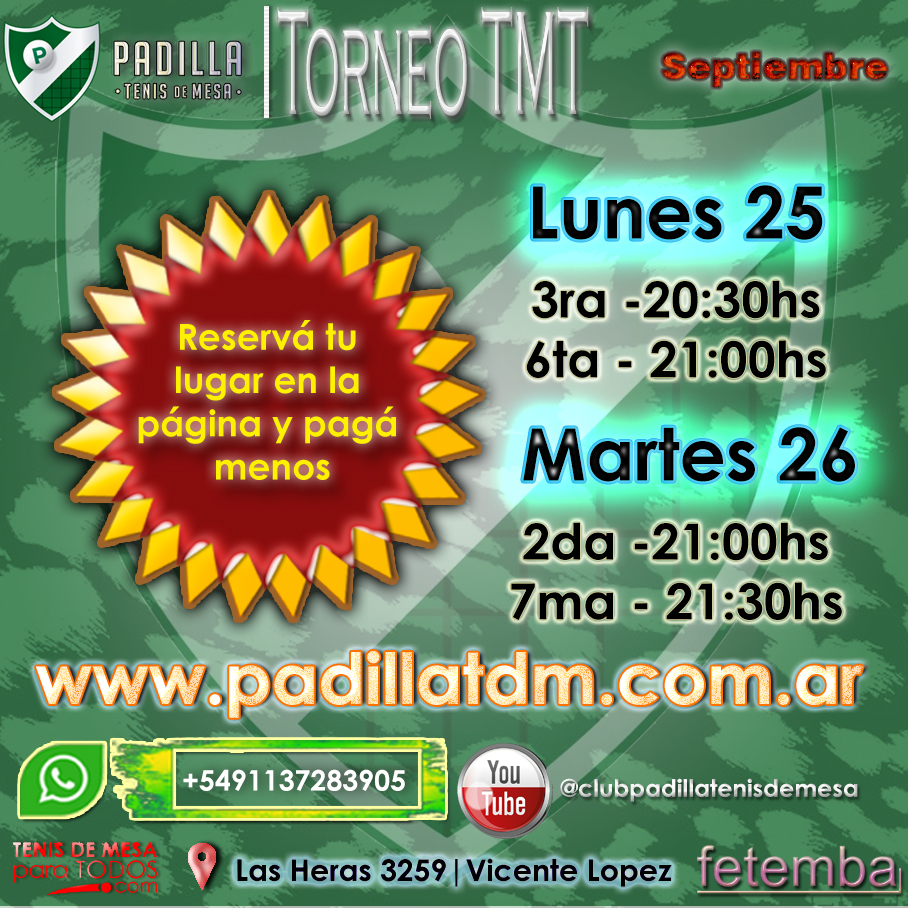 P
PADILLA
• TENIS DE MESA •
TORNEO TMT
Septiembre
Lunes 25
3ra -20:30hs
6ta - 21:00hs
Reservá tu
lugar en la
página y pagá
menos
Martes 26
2da -21:00hs
7ma - 21:30hs
www.padillatdm.com.ar
+5491137283905
You
Tube
@clubpadillatenisdemesa
TENIS DE MESA
para TODOS
.com
Las Heras 3259|Vicente Lopez
fetemba